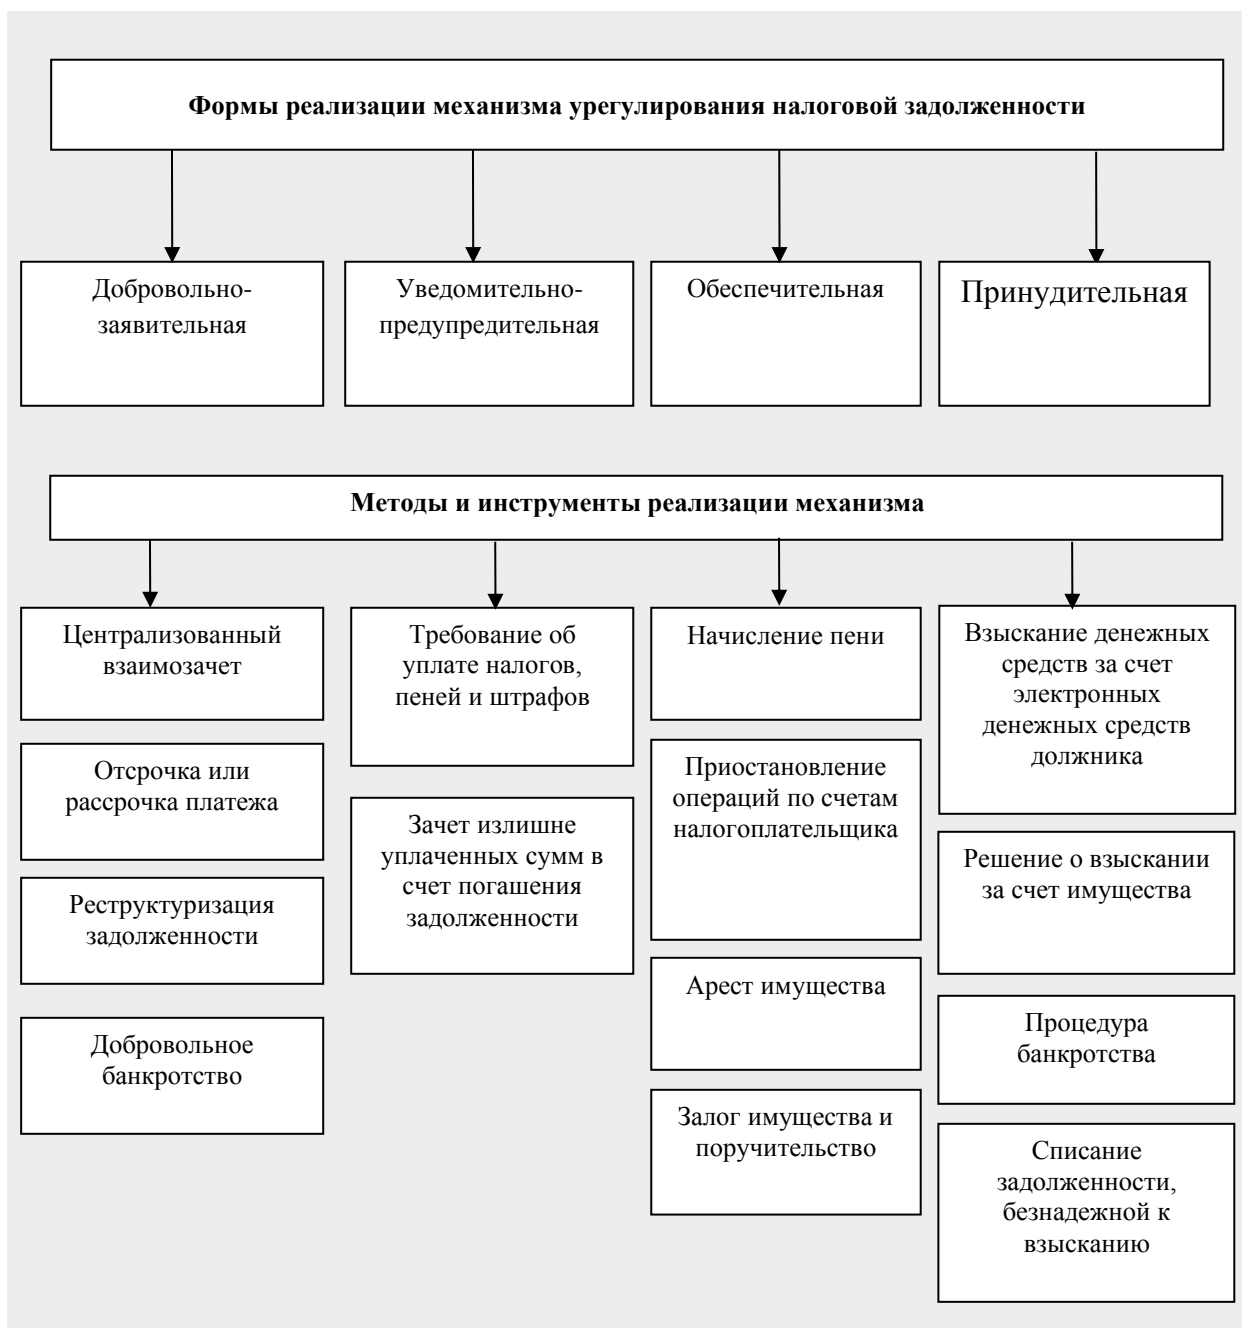 Формы реализации механизма урегулирования налоговой задолженности
Добровольно-
заявительная
Уведомительно-
предупредительная
Обеспечительная
Принудительная
Методы и инструменты реализации механизма
Централизованный
взаимозачет
Отсрочка или
рассрочка платежа
Реструктуризация
задолженности
Добровольное
банкротство
Требование об
уплате налогов,
пеней и штрафов
Зачет излишне
уплаченных сумм в
счет погашения
задолженности
Начисление пени
Приостановление
операций по счетам
налогоплательщика
Арест имущества
Залог имущества и
поручительство
Взыскание денежных
средств за счет
электронных
денежных средств
должника
Решение о взыскании
за счет имущества
Процедура
банкротства
Списание
задолженности,
безнадежной к
взысканию